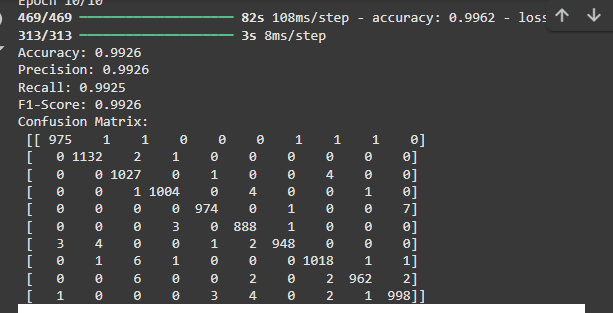 Epoch 10/10
469/469 ━━━━━━━━━━━━━━━━━━━━ 82s 108ms/step - accuracy: 0.9962 - loss
313/313 ━━━━━━━━━━━━━━━━━━━━ 3s 8ms/step
Accuracy: 0.9926
Precision: 0.9926
Recall: 0.9925
F1-Score: 0.9926
Confusion Matrix:
[[ 975    1    1    0    0    0    1    1    1    0]
[   0 1132    2    1    0    0    0    0    0    0]
[   0    0 1027    0    1    0    0    4    0    0]
[   0    0    1 1004    0    4    0    0    1    0]
[   0    0    0    0  974    0    1    0    0    7]
[   0    0    0    3    0  888    1    0    0    0]
[   3    4    0    0    1    2  948    0    0    0]
[   0    1    6    1    0    0    0 1018    1    1]
[   0    0    6    0    0    2    0    2  962    2]
[   1    0    0    0    3    4    0    2    1  998]]